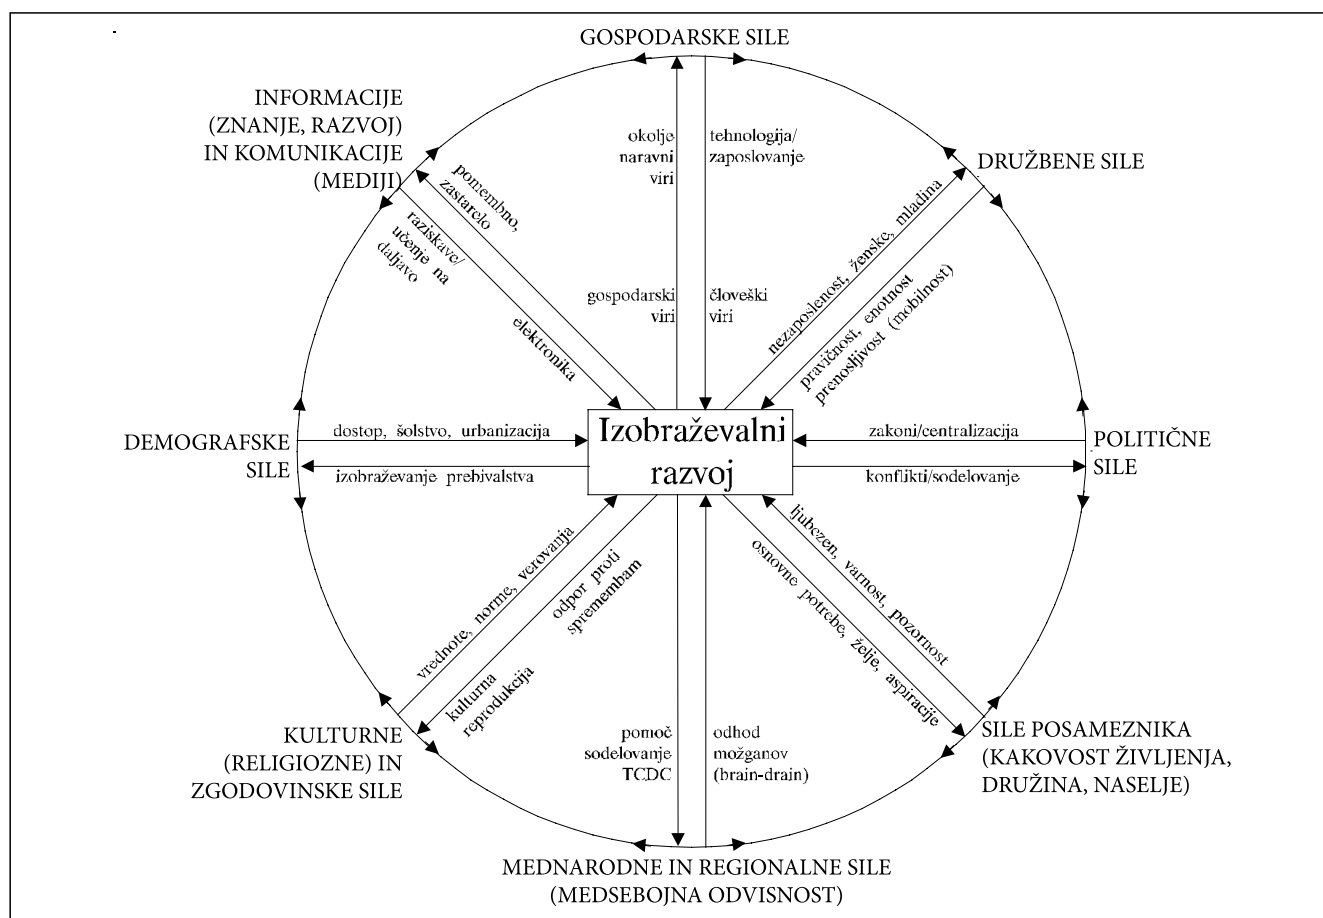 GOSPODARSKE SILE
INFORMACIJE
(ZNANJE, RAZVOJ)
IN KOMUNIKACIJE
(MEDIJI)
okolje
naravni
viri
tehnologija/
zaposlovanje
DRUŽBENE SILE
pomembno,
zastarelo
raziskave/
učenje na
daljavo
elektronika
gospodarski
viri
človeški
viri
nezaposlenost, ženske, mladina
pravičnost, enotnost
prenosljivost (mobilnost)
DEMOGRAFSKE
SILE
dostop, šolstvo, urbanizacija
izobraževanje prebivalstva
Izobraževalni
razvoj
zakoni/centralizacija
konflikti/sodelovanje
POLITIČNE
SILE
vrednote, norme, verovanja
odpor proti
spremembam
kulturna
reprodukcija
ljubezen, varnost, pozornost
osnovne potrebe, želje, aspiracije
KULTURNE
(RELIGIOZNE) IN
ZGODOVINSKE SILE
pomoč
sodelovanje
TCDC
odhod
možganov
(brain-drain)
SILE POSAMEZNIKA
(KAKOVOST ŽIVLJENJA,
DRUŽINA, NASELJE)
MEDNARODNE IN REGIONALNE SILE
(MEDSEBOJNA ODVISNOST)